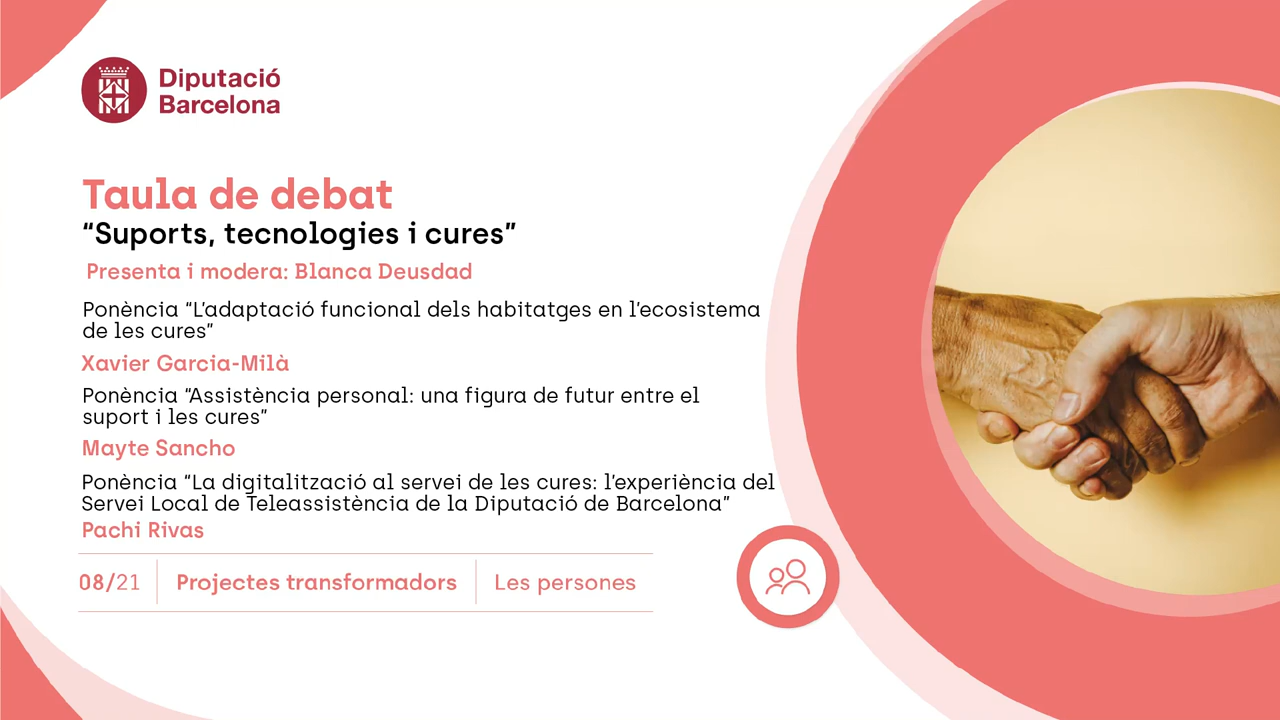 Diputació
Barcelona
Taula de debat
“Suports, tecnologies i cures”
Presenta i modera: Blanca Deusdad
Ponència “L’adaptació funcional dels habitatges en l’ecosistema
de les cures”
Xavier Garcia-Milà
Ponència “Assistència personal: una figura de futur entre el
suport i les cures”
Mayte Sancho
Ponència “La digitalització al servei de les cures: l’experiència del
Servei Local de Teleassistència de la Diputació de Barcelona”
Pachi Rivas
08/21 Projectes transformadors Les persones